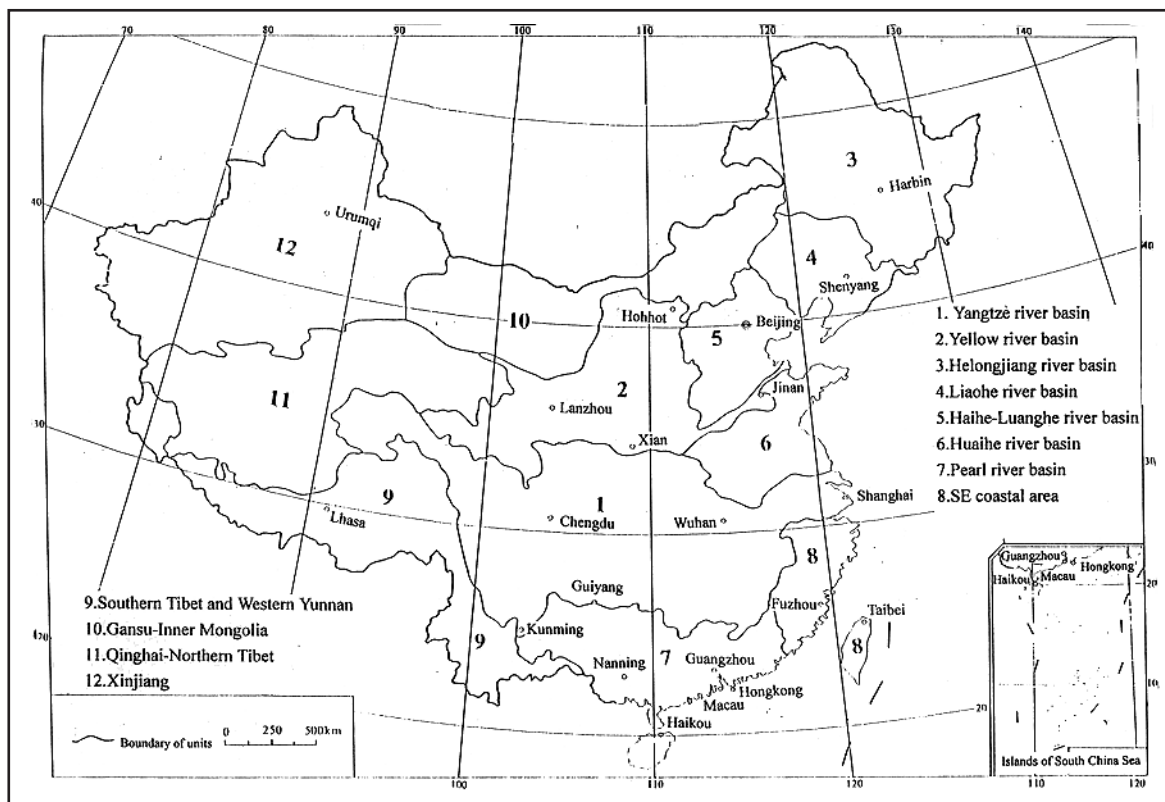 70
80
90
100
110
120
130
140
3
Harbin
40
Urumqi
12
4
Shenyang
40
10
Hohhot
Beijing
5
1. Yangtze river basin
2.Yellow river basin
3.Helongjiang river basin
4.Liaohe river basin
5.Haihe-Luanghe river basin
6.Huaihe river basin
7.Pearl river basin
8.SE coastal area
11
2
Jinan
Lanzhou
30
Xian
6
30
9
1
Shanghai
Lhasa
Chengdu
Wuhan
8
Guiyang
Guangzhou
Hongkong
Haikou
Macau
20
9.Southern Tibet and Western Yunnan
10.Gansu-Inner Mongolia
11.Qinghai-Northern Tibet
12.Xinjiang
Fuzhou
Taibei
20
Kunming
9
Nanning
7
Guangzhou
8
Hongkong
Macau
10
20
Haikou
0 250 500km
Boundary of units
Islands of South China Sea
100
110
120
110
120